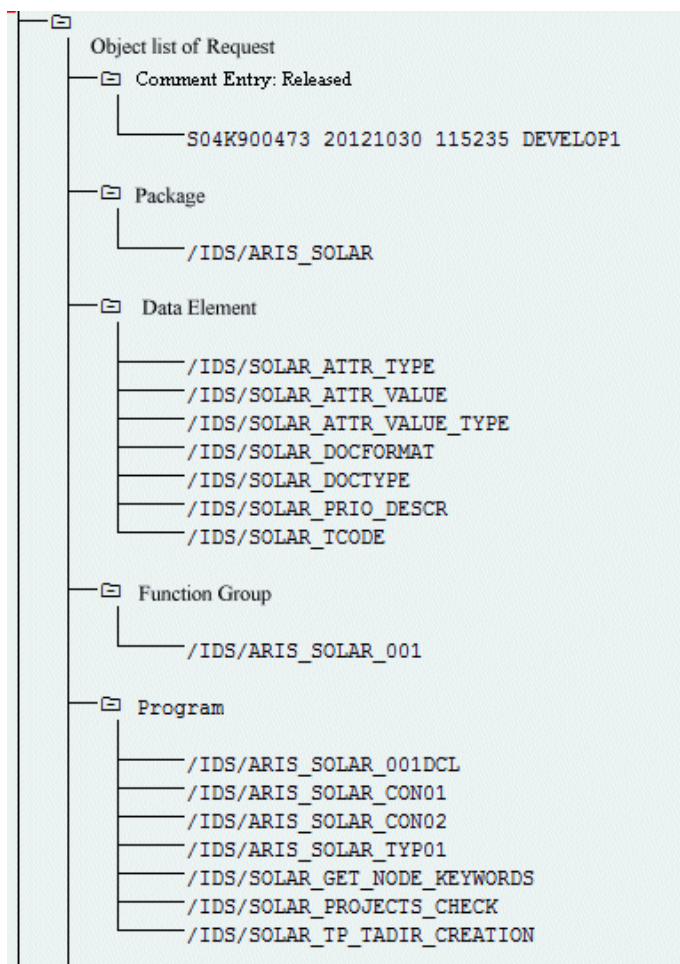 Object list of Request
Comment Entry: Released
S04K900473 20121030 115235 DEVELOP1
Package
/IDS/ARIS_SOLAR
Data Element
/IDS/SOLAR_ATTR_TYPE
/IDS/SOLAR_ATTR_VALUE
/IDS/SOLAR_ATTR_VALUE_TYPE
/IDS/SOLAR_DOCFORMAT
/IDS/SOLAR_DOCTYPE
/IDS/SOLAR_PRIO_DESCR
/IDS/SOLAR_TCODE
Function Group
/IDS/ARIS_SOLAR_001
Program
/IDS/ARIS_SOLAR_001DCL
/IDS/ARIS_SOLAR_CON01
/IDS/ARIS_SOLAR_CON02
/IDS/ARIS_SOLAR_TYP01
/IDS/SOLAR_GET_NODE_KEYWORDS
/IDS/SOLAR_PROJECTS_CHECK
/IDS/SOLAR_TP_TADIR_CREATION